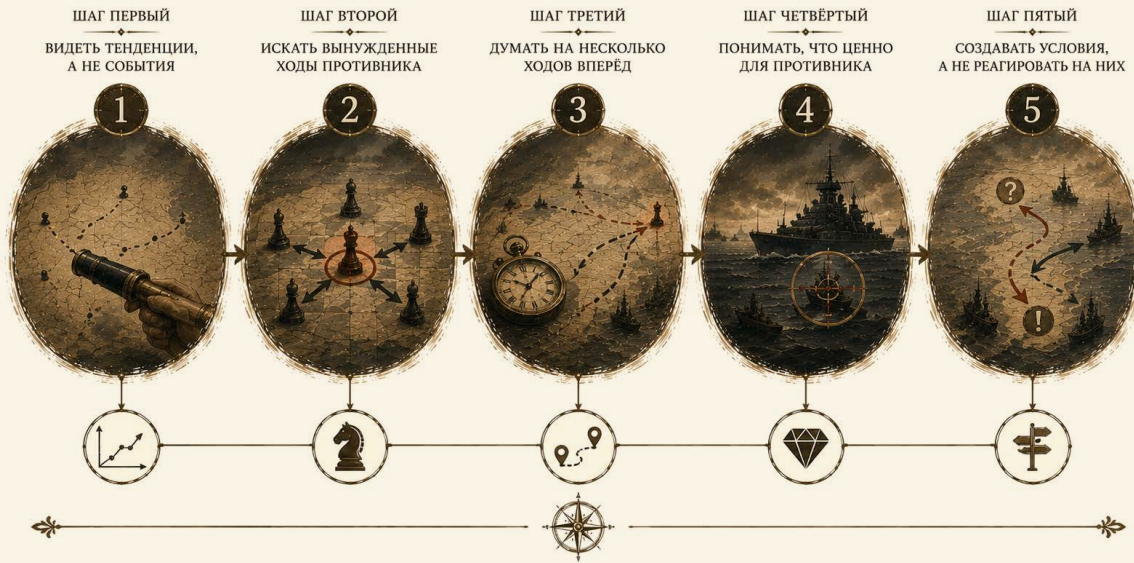 ШАГ ПЕРВЫЙ
ВИДЕТЬ ТЕНДЕНЦИИ,
А НЕ СОБЫТИЯ
1
ШАГ ВТОРОЙ
ИСКАТЬ ВЫНУЖДЕННЫЕ
ХОДЫ ПРОТИВНИКА
2
ШАГ ТРЕТИЙ
ДУМАТЬ НА НЕСКОЛЬКО
ХОДОВ ВПЕРЁД
3
ШАГ ЧЕТВЁРТЫЙ
ПОНИМАТЬ, ЧТО ЦЕННО
ДЛЯ ПРОТИВНИКА
4
ШАГ ПЯТЫЙ
СОЗДАВАТЬ УСЛОВИЯ,
А НЕ РЕАГИРОВАТЬ НА НИХ
5
?
!